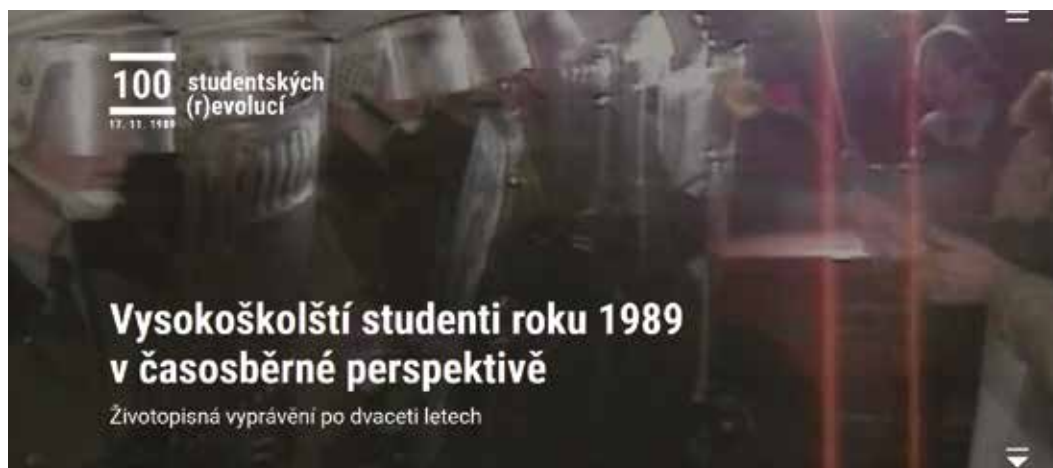 100 studentských
(r)evolucí
17. 11. 1989
Vysokoškolští studenti roku 1989
v časosběrné perspektivě
Životopisná vyprávění po dvaceti letech